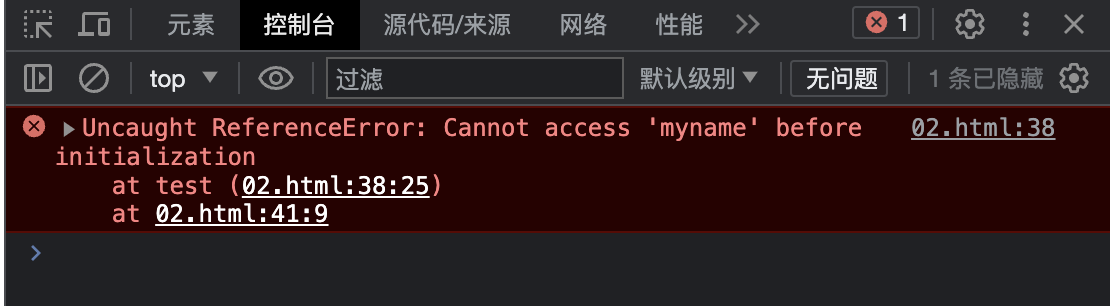 元素 控制台 源代码/来源 网络 性能 1
top 过滤 默认级别 无问题 1 条已隐藏
Uncaught ReferenceError: Cannot access 'myname' before 02.html:38
initialization
at test (02.html:38:25)
at 02.html:41:9